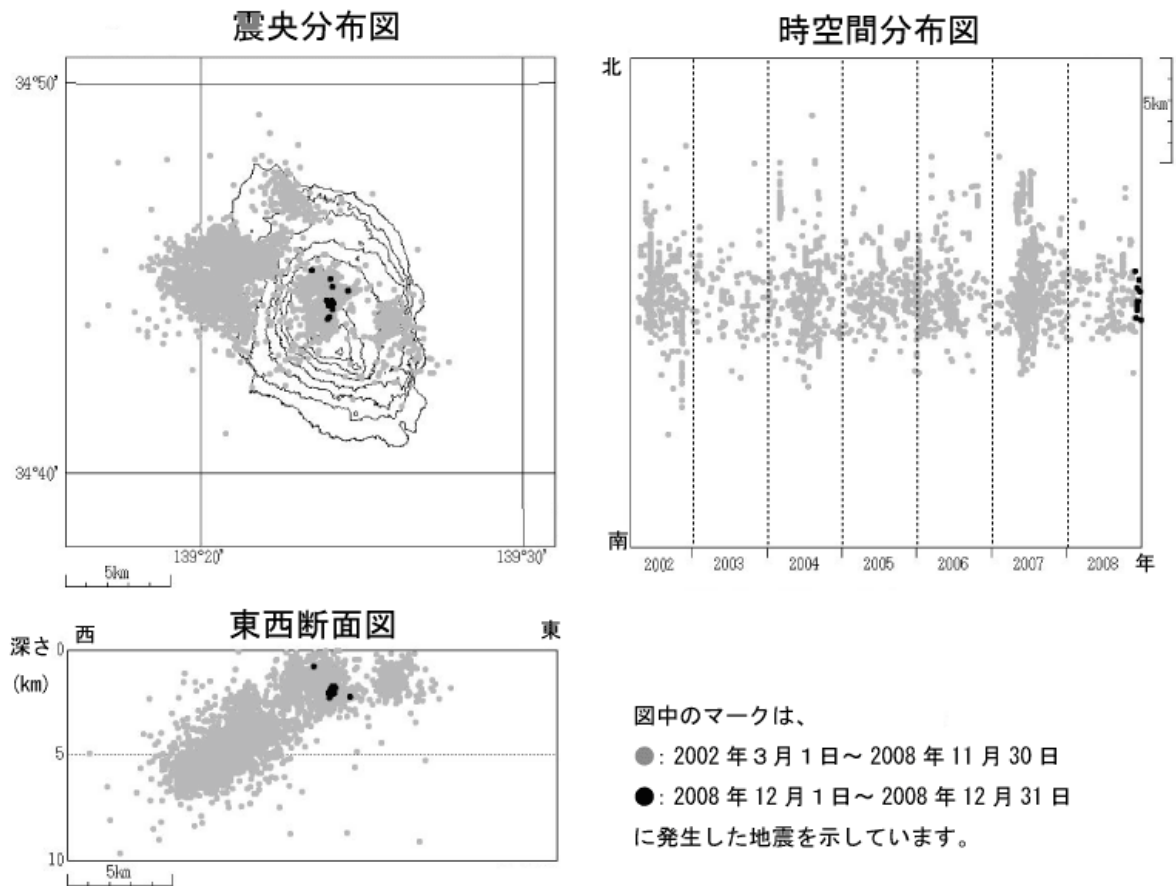 震央分布図
34°50'
34°40'
139°20'
139°30'
5km
時空間分布図
北
南
5km
2002
2003
2004
2005
2006
2007
2008
年
東西断面図
西
東
深さ
(km)
0
5
10
5km
図中のマークは、
●: 2002 年 3 月 1 日～ 2008 年 11 月 30 日
●: 2008 年 12 月 1 日～ 2008 年 12 月 31 日
に発生した地震を示しています。